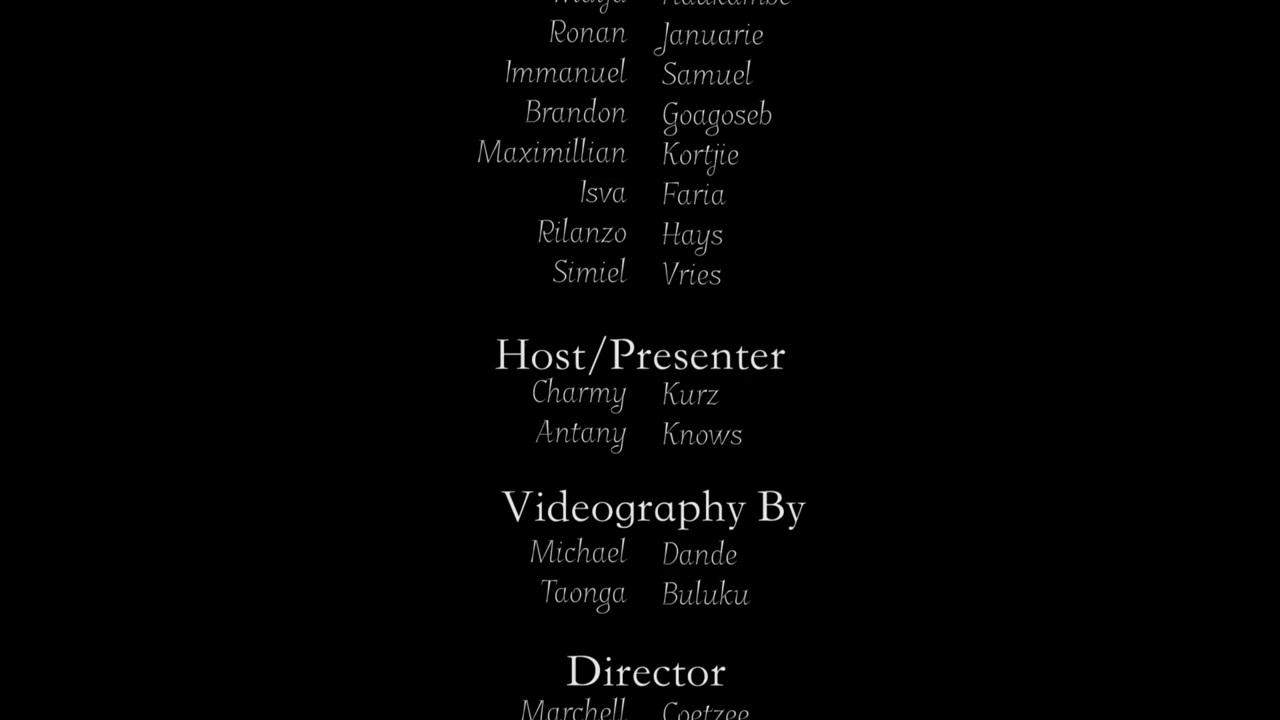 Ronan Januarie
Immanuel Samuel
Brandon Goagoseb
Maximillian Kortjie
Isva Faria
Rilanzo Hays
Simiel Vries
Host/Presenter
Charmy Kurz
Antany Knows
Videography By
Michael Dande
Taonga Buluku
Director
Marchell Coetzee